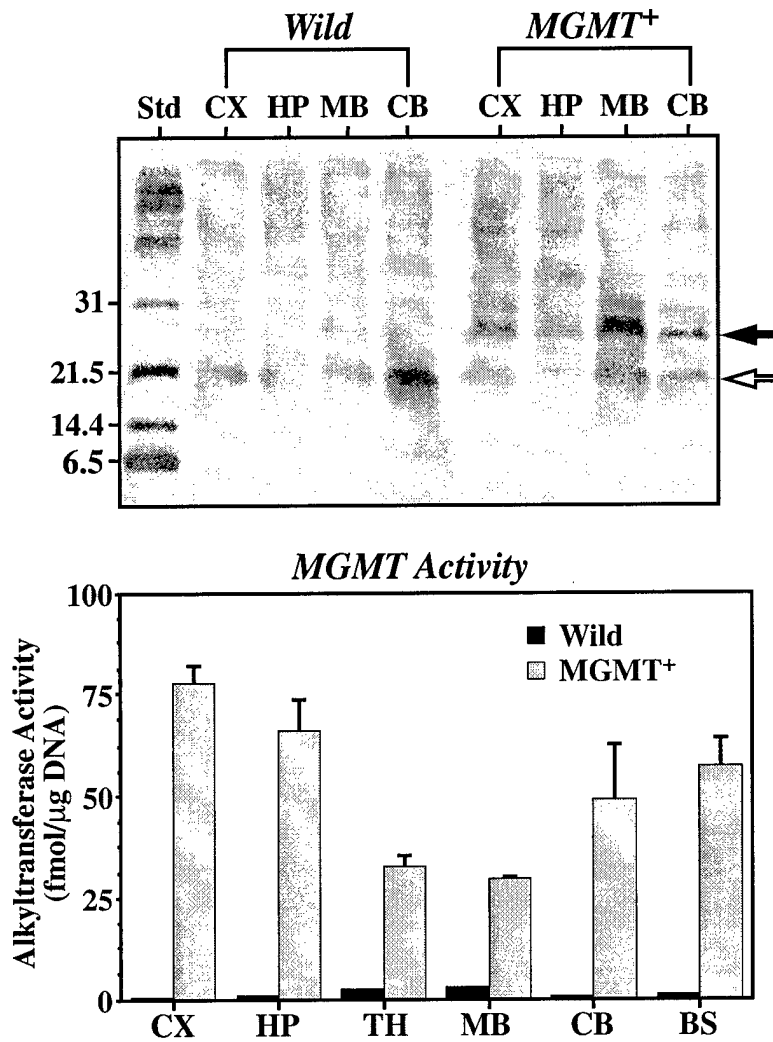 Wild MGMT+
Std CX HP MB CB CX HP MB CB
31
21.5
14.4
6.5
MGMT Activity
Alkyltransferase Activity
(fmol/µg DNA)
100
75
50
25
0
Wild
MGMT+
CX HP TH MB CB BS